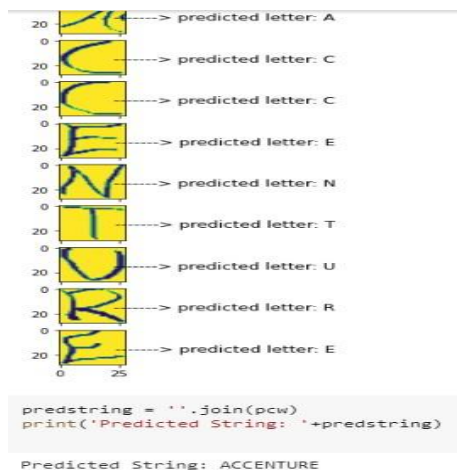 20 A ----> predicted letter: A
0
20 C ----> predicted letter: C
0
20 C ----> predicted letter: C
0
20 E ----> predicted letter: E
0
20 N ----> predicted letter: N
0
20 T ----> predicted letter: T
0
20 U ----> predicted letter: U
0
20 R ----> predicted letter: R
0
20 E ----> predicted letter: E
0 25
predstring = ''.join(pcw)
print('Predicted String: '+predstring)
Predicted String: ACCENTURE